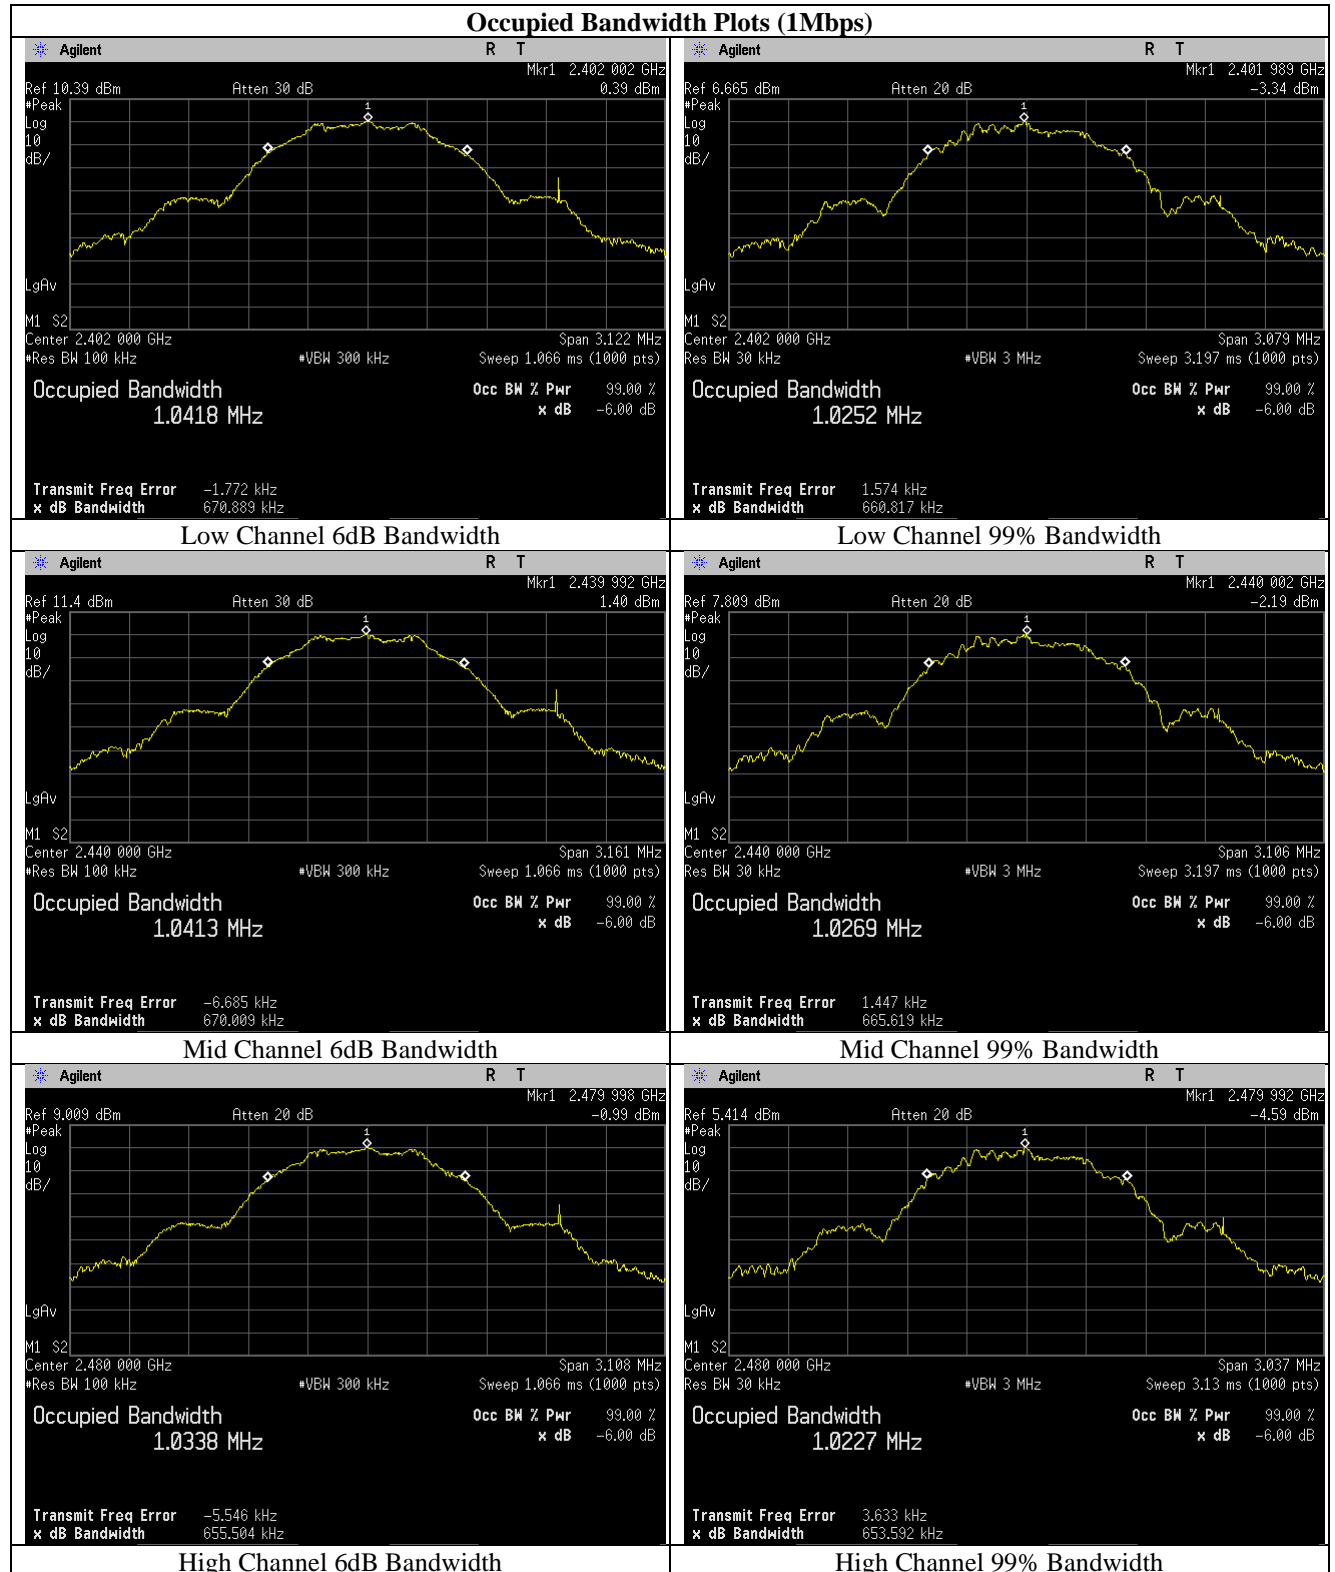 Occupied Bandwidth Plots (1Mbps)
Agilent R T
Mkr1 2.402 002 GHz
Ref 10.39 dBm Atten 30 dB 0.39 dBm
#Peak
1
Log
10
dB/
LgAv
M1 S2
Center 2.402 000 GHz Span 3.122 MHz
#Res BW 100 kHz #VBW 300 kHz Sweep 1.066 ms (1000 pts)
Occupied Bandwidth Occ BW % Pwr 99.00 %
1.0418 MHz x dB -6.00 dB
Transmit Freq Error -1.772 kHz
x dB Bandwidth 670.889 kHz
Low Channel 6dB Bandwidth
Agilent R T
Mkr1 2.401 989 GHz
Ref 6.665 dBm Atten 20 dB -3.34 dBm
#Peak
1
Log
10
dB/
LgAv
M1 S2
Center 2.402 000 GHz Span 3.079 MHz
Res BW 30 kHz #VBW 3 MHz Sweep 3.197 ms (1000 pts)
Occupied Bandwidth Occ BW % Pwr 99.00 %
1.0252 MHz x dB -6.00 dB
Transmit Freq Error 1.574 kHz
x dB Bandwidth 660.817 kHz
Low Channel 99% Bandwidth
Agilent R T
Mkr1 2.439 992 GHz
Ref 11.4 dBm Atten 30 dB 1.40 dBm
#Peak
1
Log
10
dB/
LgAv
M1 S2
Center 2.440 000 GHz Span 3.161 MHz
#Res BW 100 kHz #VBW 300 kHz Sweep 1.066 ms (1000 pts)
Occupied Bandwidth Occ BW % Pwr 99.00 %
1.0413 MHz x dB -6.00 dB
Transmit Freq Error -6.685 kHz
x dB Bandwidth 670.009 kHz
Mid Channel 6dB Bandwidth
Agilent R T
Mkr1 2.440 002 GHz
Ref 7.809 dBm Atten 20 dB -2.19 dBm
#Peak
1
Log
10
dB/
LgAv
M1 S2
Center 2.440 000 GHz Span 3.106 MHz
Res BW 30 kHz #VBW 3 MHz Sweep 3.197 ms (1000 pts)
Occupied Bandwidth Occ BW % Pwr 99.00 %
1.0269 MHz x dB -6.00 dB
Transmit Freq Error 1.447 kHz
x dB Bandwidth 665.619 kHz
Mid Channel 99% Bandwidth
Agilent R T
Mkr1 2.479 998 GHz
Ref 9.009 dBm Atten 20 dB -0.99 dBm
#Peak
1
Log
10
dB/
LgAv
M1 S2
Center 2.480 000 GHz Span 3.108 MHz
#Res BW 100 kHz #VBW 300 kHz Sweep 1.066 ms (1000 pts)
Occupied Bandwidth Occ BW % Pwr 99.00 %
1.0338 MHz x dB -6.00 dB
Transmit Freq Error -5.546 kHz
x dB Bandwidth 655.504 kHz
High Channel 6dB Bandwidth
Agilent R T
Mkr1 2.479 992 GHz
Ref 5.414 dBm Atten 20 dB -4.59 dBm
#Peak
1
Log
10
dB/
LgAv
M1 S2
Center 2.480 000 GHz Span 3.037 MHz
Res BW 30 kHz #VBW 3 MHz Sweep 3.13 ms (1000 pts)
Occupied Bandwidth Occ BW % Pwr 99.00 %
1.0227 MHz x dB -6.00 dB
Transmit Freq Error 3.633 kHz
x dB Bandwidth 653.592 kHz
High Channel 99% Bandwidth